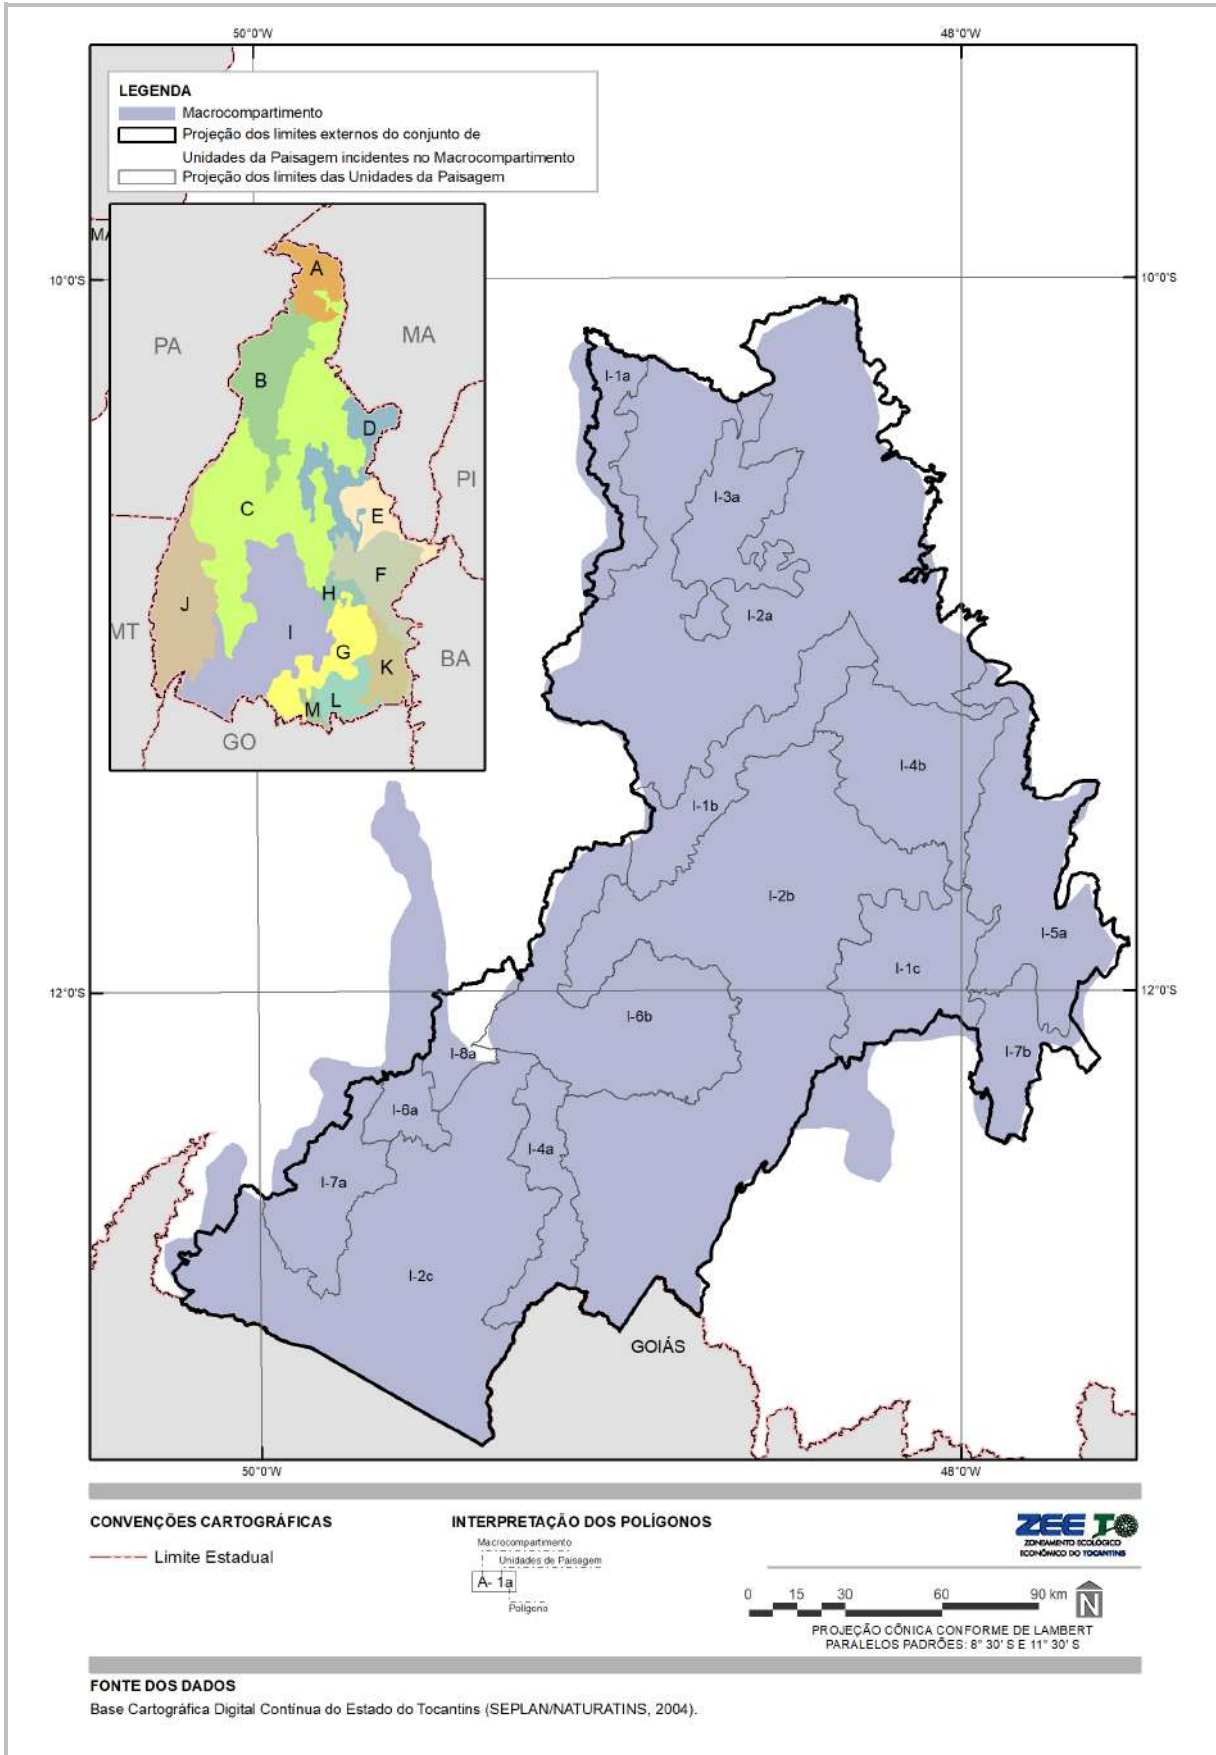 50°0'W
48°0'W
LEGENDA
Macrocompartimento
Projeção dos limites externos do conjunto de
Unidades da Paisagem incidentes no Macrocompartimento
Projeção dos limites das Unidades da Paisagem
10°0'S
10°0'S
A
PA
MA
B
D
PI
C
E
F
H
J
MT
I
G
BA
K
L
M
GO
I-1a
I-3a
I-2a
I-4b
I-1b
I-2b
I-5a
I-1c
12°0'S
12°0'S
I-6b
I-8a
I-7b
I-6a
I-4a
I-7a
I-2c
GOIÁS
50°0'W
48°0'W
CONVENÇÕES CARTOGRÁFICAS
Limite Estadual
INTERPRETAÇÃO DOS POLÍGONOS
Macrocompartimento
Unidades de Paisagem
A- 1a
Polígono
ZEE TO
ZONEAMENTO ECOLÓGICO
ECONÔMICO DO TOCANTINS
0 15 30 60 90 km
N
PROJEÇÃO CÔNICA CONFORME DE LAMBERT
PARALELOS PADRÕES: 8° 30' S E 11° 30' S
FONTE DOS DADOS
Base Cartográfica Digital Contínua do Estado do Tocantins (SEPLAN/NATURATINS, 2004).